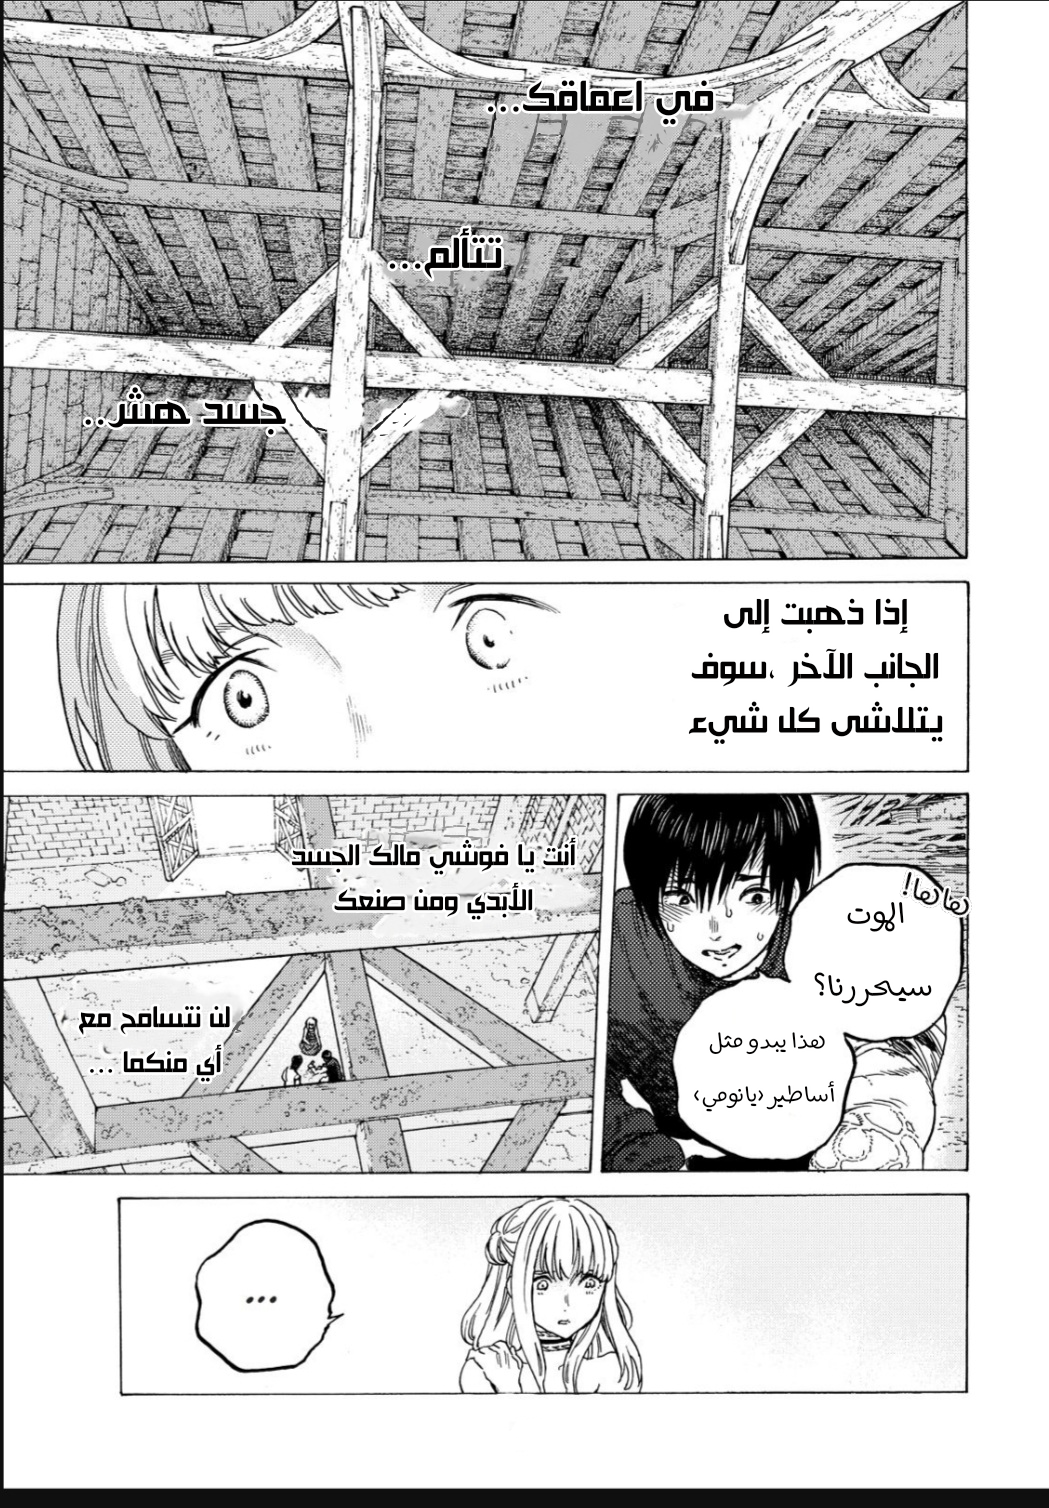 في اعماقك...
تتألم...
جسد هش..
إذا ذهبت إلى
الجانب الآخر ،سوف
يتلاشى كل شيء
هاها!
الموت
سيحررنا؟
هذا يبدو مثل
أساطير ‹يانومي›
أنت يا فوشي مالك الجسد
الأبدي ومن صنعك
لن نتسامح مع
أي منكما ...
...